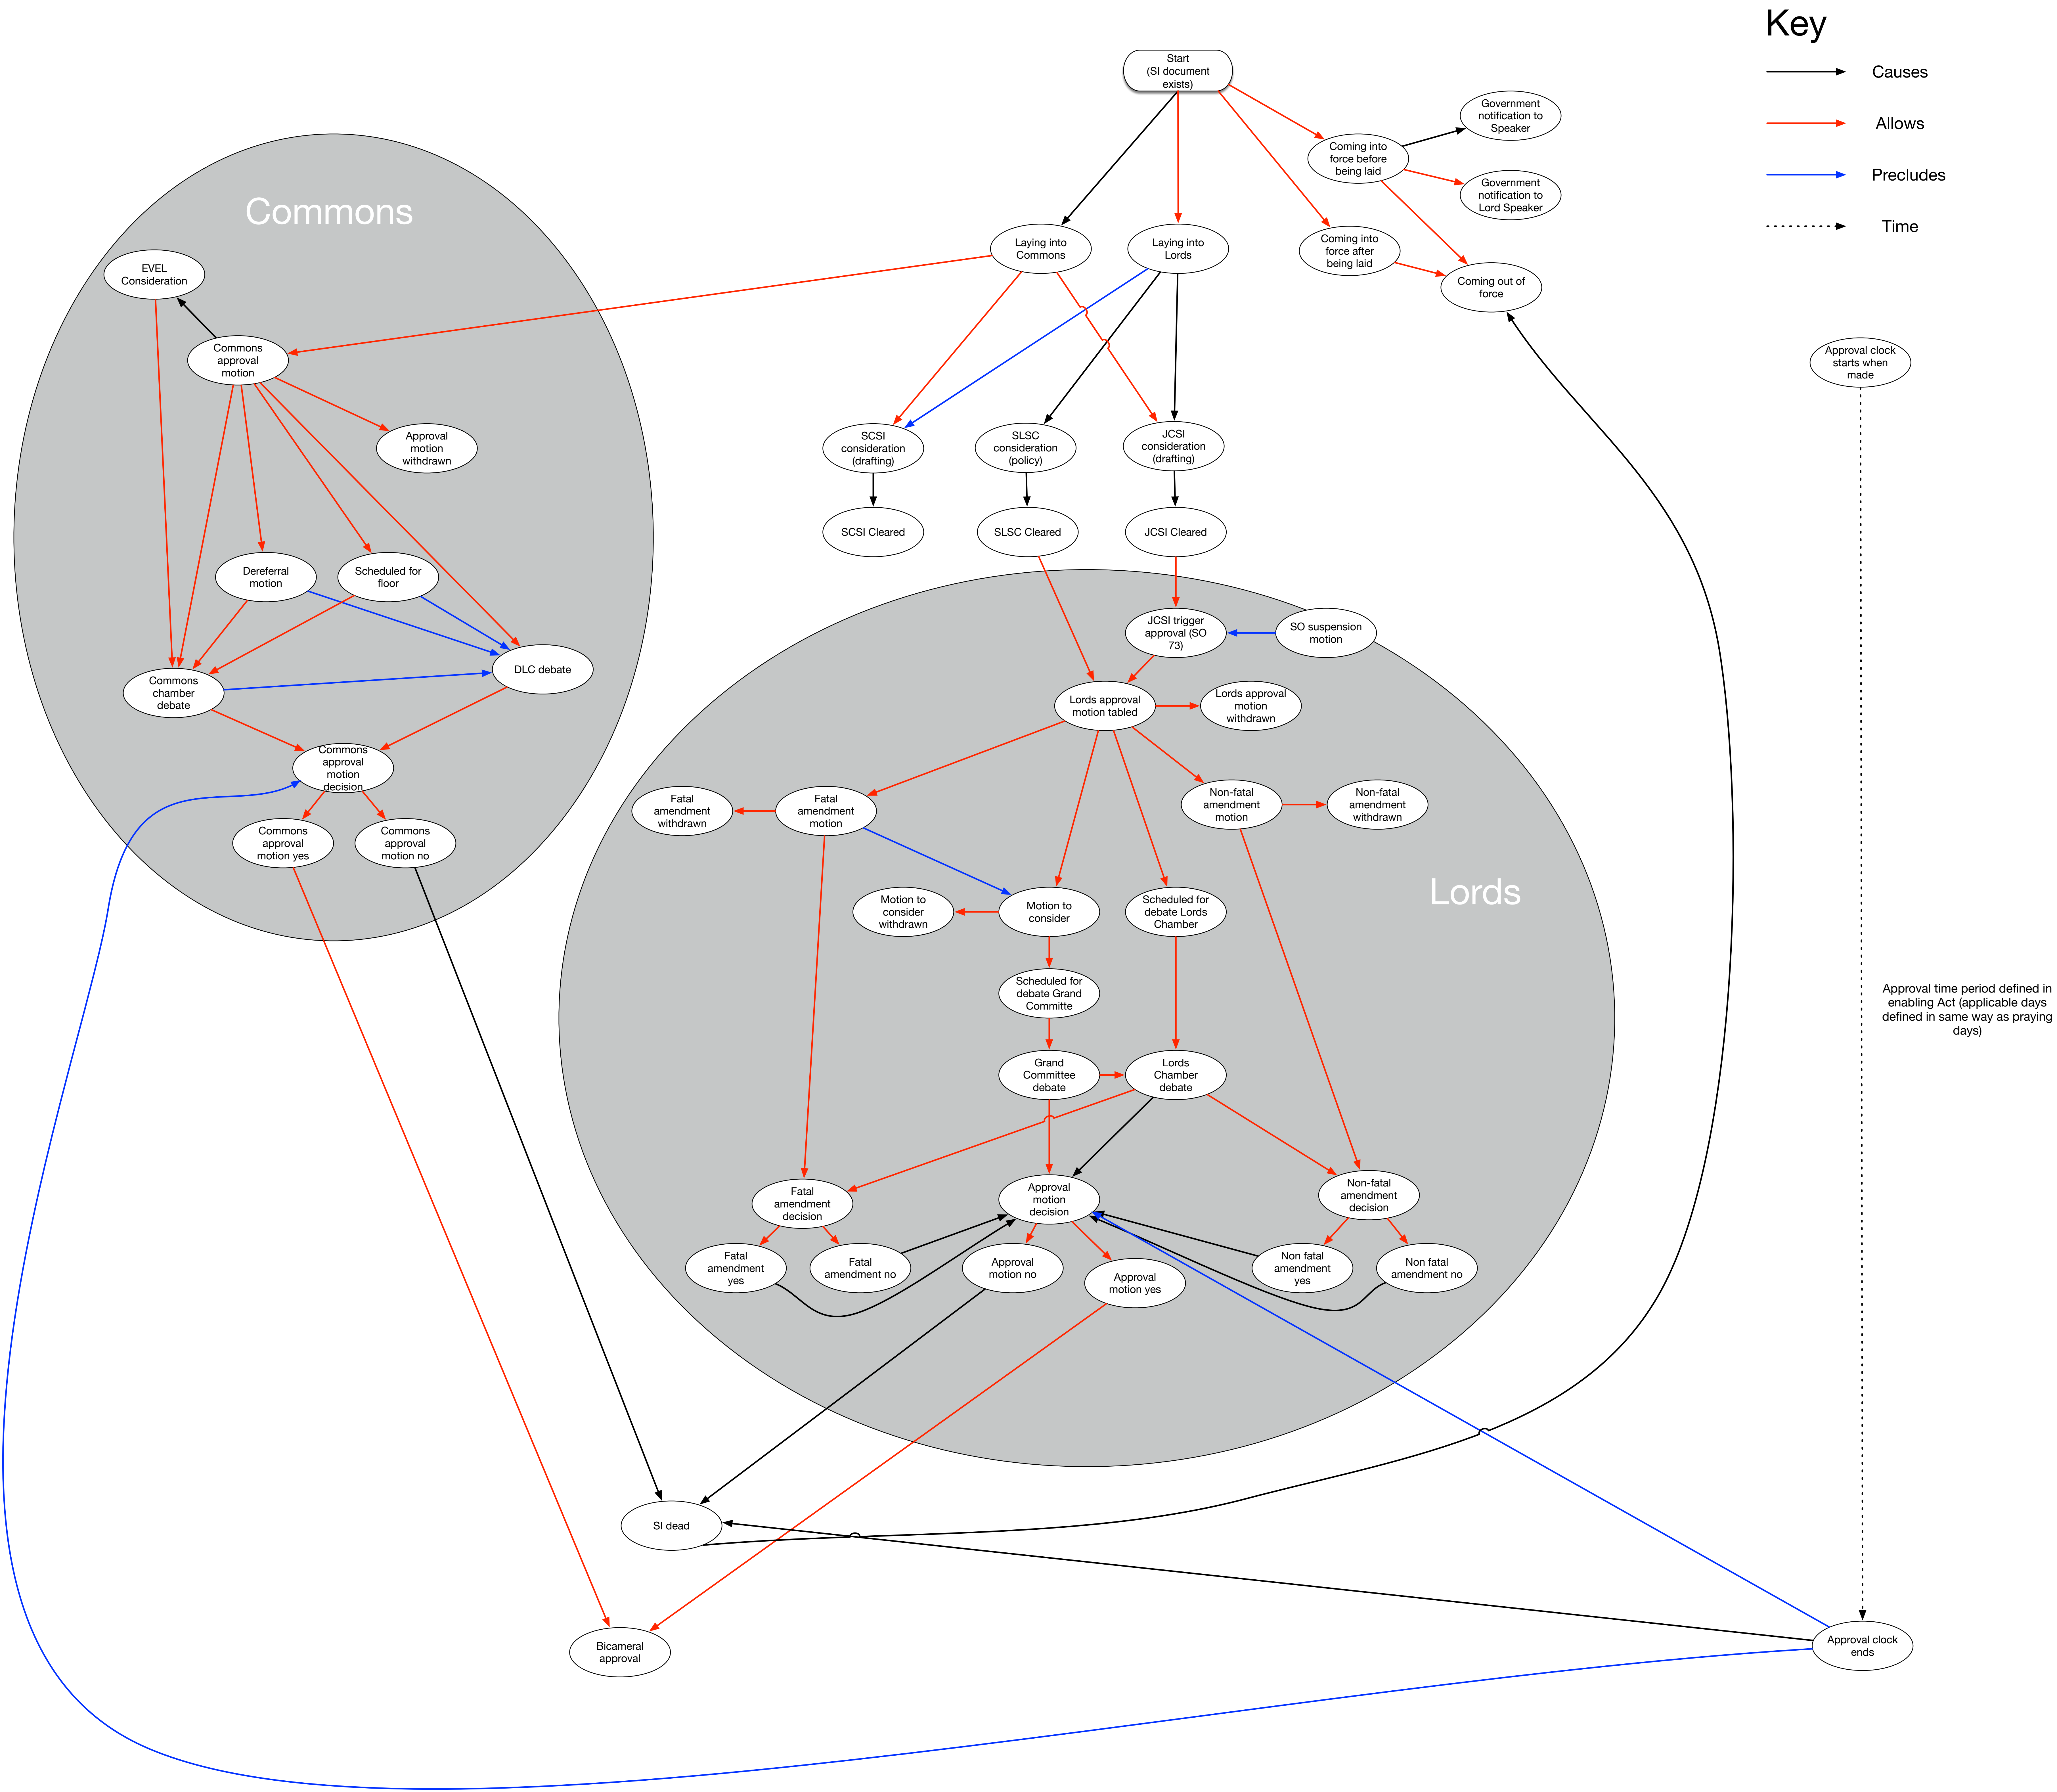 Key
Causes
Allows
Precludes
Time
Start
(SI document
exists)
Government
notification to
Speaker
Coming into
force before
being laid
Government
notification to
Lord Speaker
Commons
Laying into
Commons
Laying into
Lords
Coming into
force after
being laid
Coming out of
force
EVEL
Consideration
Commons
approval
motion
Approval clock
starts when
made
Approval
motion
withdrawn
SCSI
consideration
(drafting)
SLSC
consideration
(policy)
JCSI
consideration
(drafting)
SCSI Cleared
SLSC Cleared
JCSI Cleared
Dereferral
motion
Scheduled for
floor
JCSI trigger
approval (SO
73)
SO suspension
motion
DLC debate
Commons
chamber
debate
Lords approval
motion tabled
Lords approval
motion
withdrawn
Commons
approval
motion
decision
Fatal
amendment
withdrawn
Fatal
amendment
motion
Non-fatal
amendment
motion
Non-fatal
amendment
withdrawn
Commons
approval
motion yes
Commons
approval
motion no
Lords
Motion to
consider
withdrawn
Motion to
consider
Scheduled for
debate Lords
Chamber
Scheduled for
debate Grand
Committe
Approval time period defined in
enabling Act (applicable days
defined in same way as praying
days)
Grand
Committee
debate
Lords
Chamber
debate
Fatal
amendment
decision
Approval
motion
decision
Non-fatal
amendment
decision
Fatal
amendment
yes
Fatal
amendment no
Approval
motion no
Approval
motion yes
Non fatal
amendment
yes
Non fatal
amendment no
SI dead
Bicameral
approval
Approval clock
ends